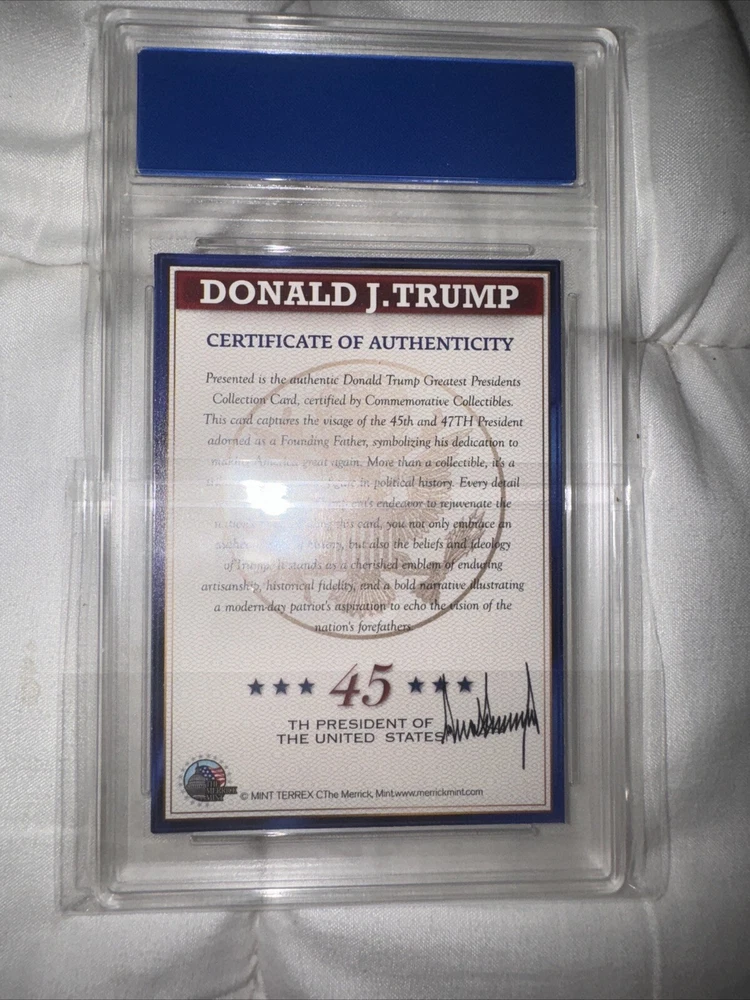 DONALD J.TRUMP
CERTIFICATE OF AUTHENTICITY
Presented is the authentic Donald Trump Greatest Presidents
Collection Card, certified by Commemorative Collectibles.
This card captures the visage of the 45th and 47TH President
adorned as a Founding Father, symbolizing his dedication to
making America great again. More than a collectible, it's a
in political history. Every detail
endeavor to rejuvenate the
this card, you not only embrace an
history, but also the beliefs and ideology
of Trump. It stands as a cherished emblem of enduring
artisanship, historical fidelity, and a bold narrative illustrating
a modern-day patriot's aspiration to echo the vision of the
nation's forefathers.
45
TH PRESIDENT OF
THE UNITED STATES
© MINT TERREX CThe Merrick, Mint,www.merrickmint.com